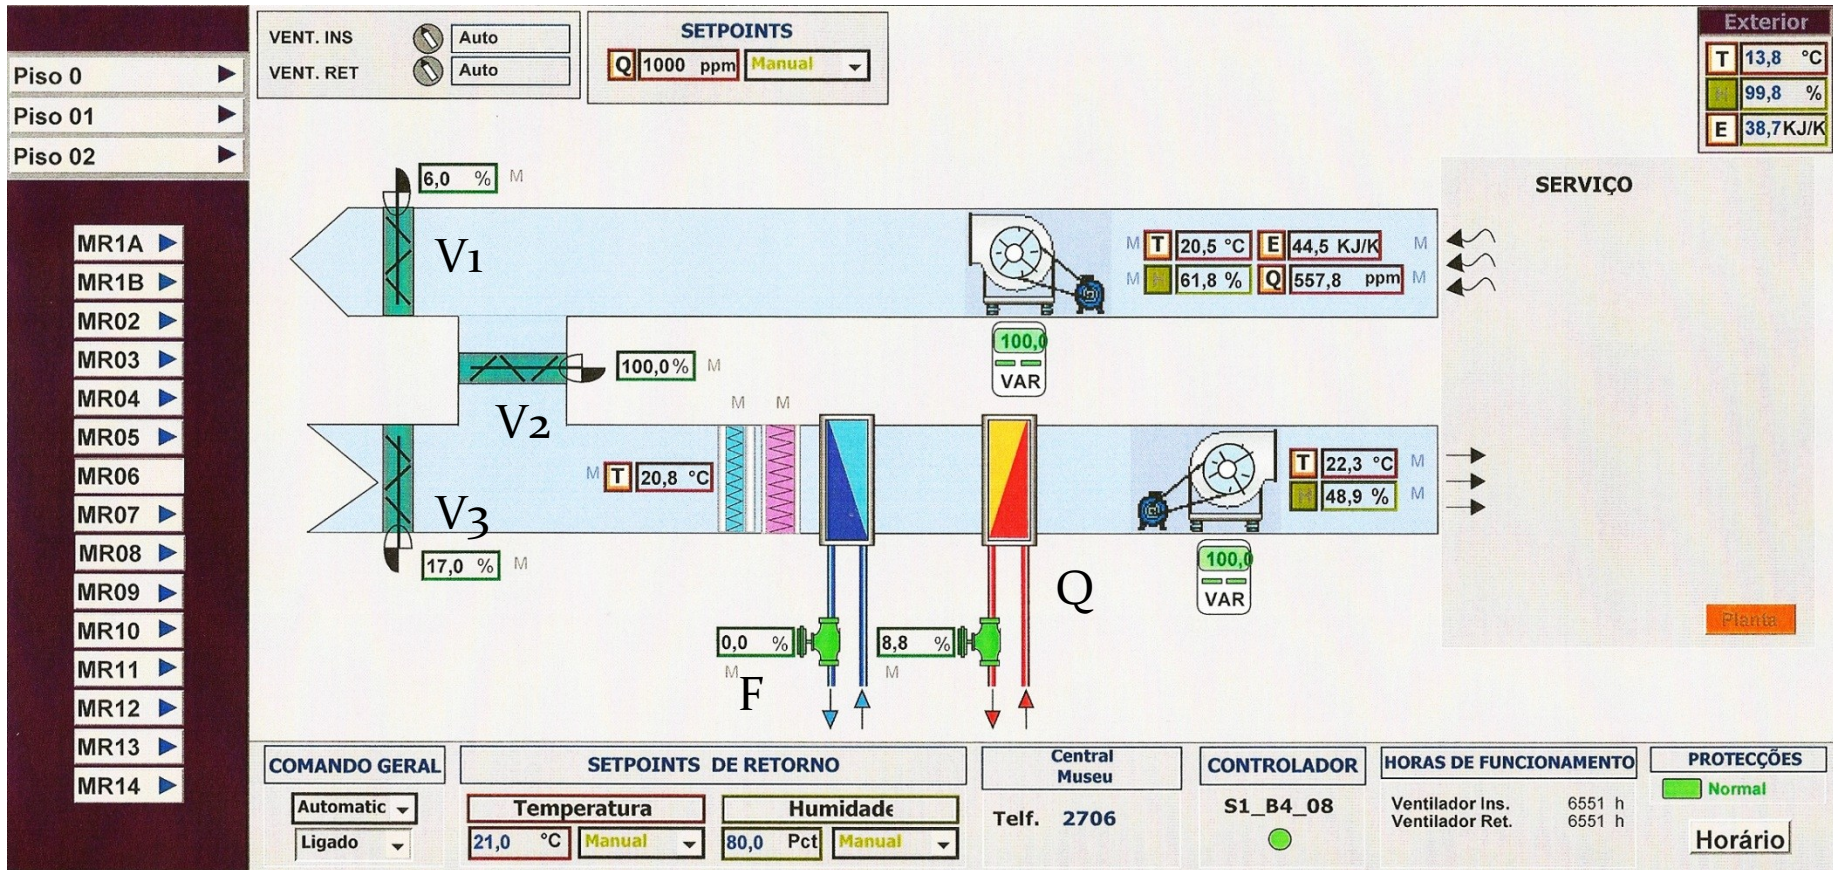 VENT. INS Auto
VENT. RET Auto
SETPOINTS
Q 1000 ppm Manual
Exterior
T 13,8 °C
H 99,8 %
E 38,7KJ/K
Piso 0
Piso 01
Piso 02
MR1A
MR1B
MR02
MR03
MR04
MR05
MR06
MR07
MR08
MR09
MR10
MR11
MR12
MR13
MR14
6,0 % M
V1
M T 20,5 °C E 44,5 KJ/K M
M H 61,8 % Q 557,8 ppm M
SERVIÇO
100,0
VAR
100,0 % M
V2
M M
M T 20,8 °C
T 22,3 °C M
H 48,9 % M
V3
17,0 % M
100,0
VAR
Q
0,0 %
M
F
8,8 %
M
Planta
COMANDO GERAL
Automatic
Ligado
SETPOINTS DE RETORNO
Temperatura
21,0 °C Manual
Humidade
80,0 Pct Manual
Central
Museu
Telf. 2706
CONTROLADOR
S1_B4_08
HORAS DE FUNCIONAMENTO
Ventilador Ins. 6551 h
Ventilador Ret. 6551 h
PROTECÇÕES
Normal
Horário